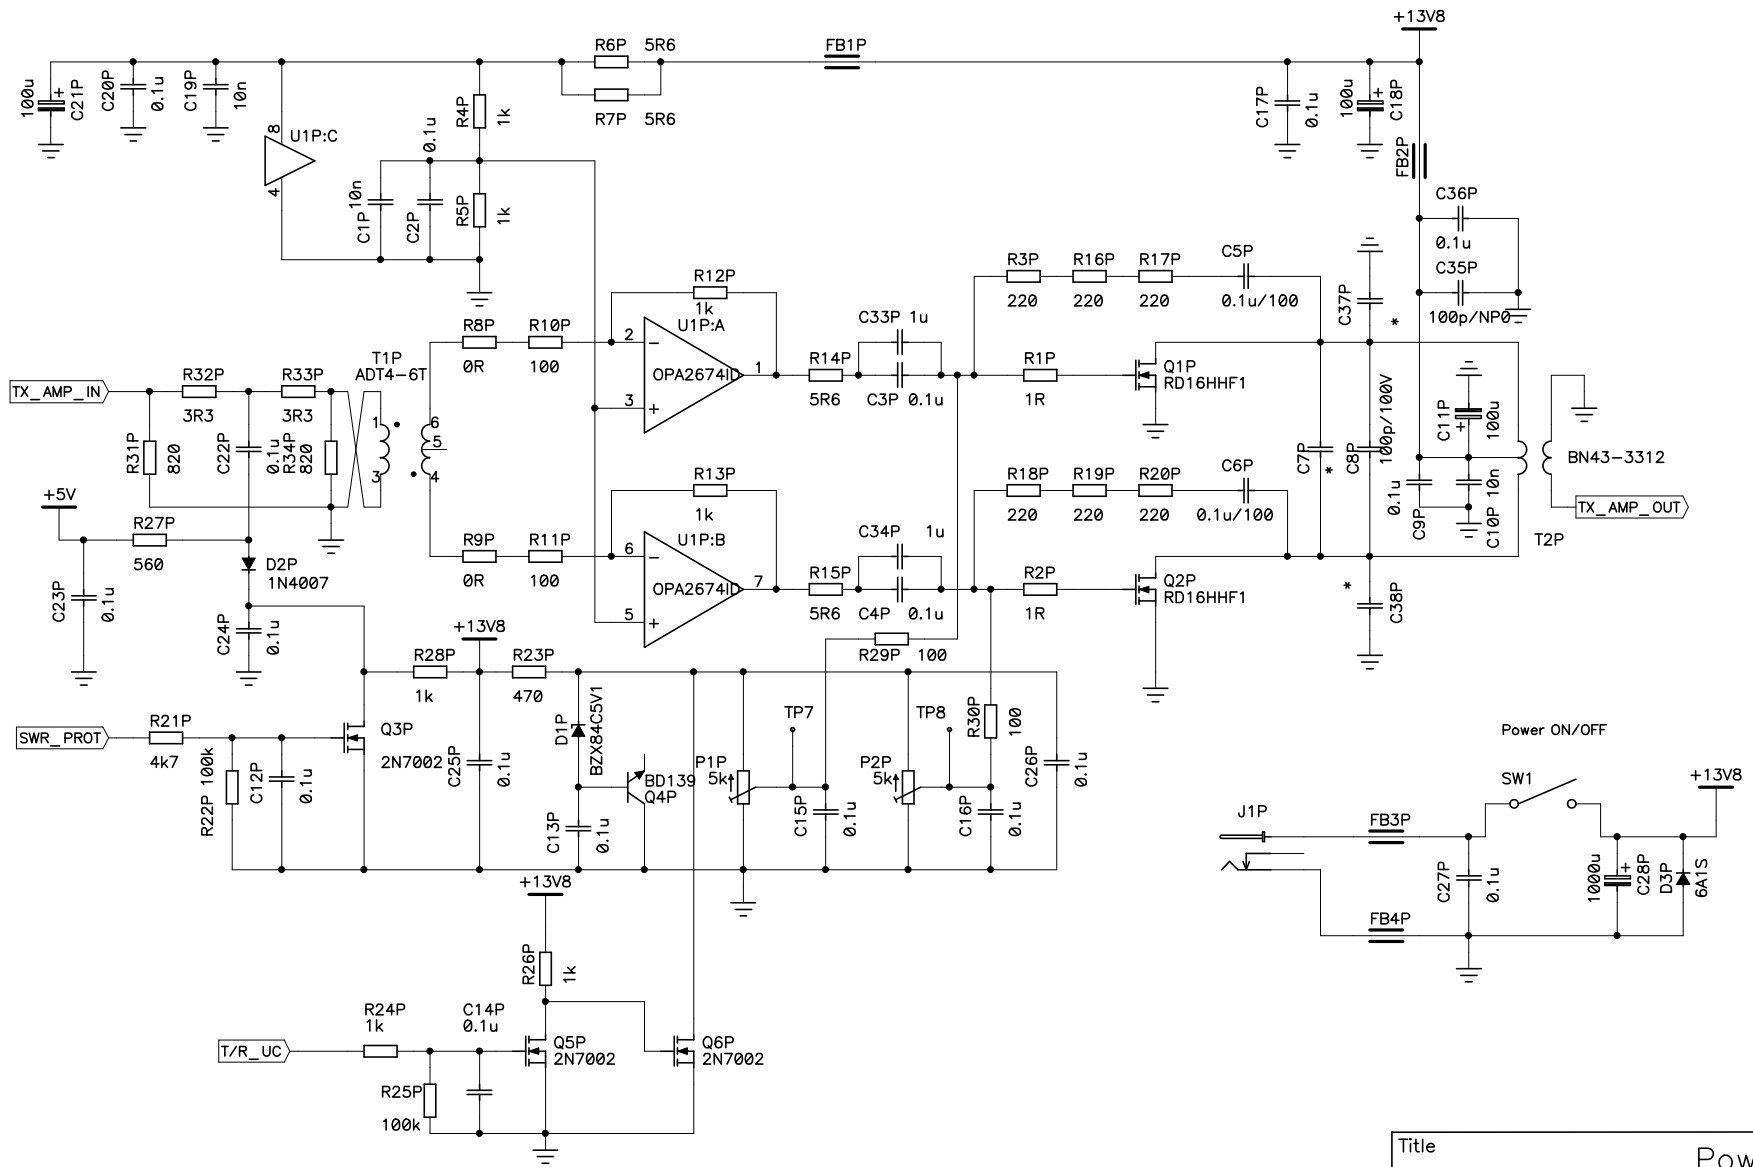 +13V8
R6P 5R6
FB1P
R7P 5R6
100u + C21P
C20P 0.1u
C19P 10n
8 U1P:C
4
R4P 1k
0.1u
10n
C1P
C2P
R5P 1k
C17P 0.1u
100u + C18P
FB2P
C36P
0.1u
C35P
100p/NP0
R12P
1k
U1P:A
R3P R16P R17P C5P
220 220 220 0.1u/100
C37P *
R8P R10P
0R 100
2 −
OPA2674ID 1
3 +
R14P
5R6
C33P 1u
C3P 0.1u
R1P
1R
Q1P
RD16HHF1
T1P
ADT4-6T
TX_AMP_IN
R32P R33P
3R3 3R3
R31P 820
C22P 0.1u
R34P 820
1 6
5
3 4
C7P *
C8P 100p/100V
C11P + 100u
0.1u C9P
C10P 10n
BN43-3312
TX_AMP_OUT
T2P
R13P
1k
U1P:B
R18P R19P R20P C6P
220 220 220 0.1u/100
+5V
R27P
560
C23P 0.1u
D2P
1N4007
C24P 0.1u
R9P R11P
0R 100
6 −
OPA2674ID 7
5 +
R15P
5R6
C34P 1u
C4P 0.1u
R29P 100
R2P
1R
Q2P
RD16HHF1
* C38P
+13V8
R28P
1k
R23P
470
SWR_PROT
R21P
4k7
R22P 100k
C12P 0.1u
Q3P
2N7002
C25P 0.1u
D1P BZX84C5V1
C13P 0.1u
BD139
Q4P
P1P
5k
TP7
C15P 0.1u
P2P
5k
TP8
R30P 100
C16P 0.1u
C26P 0.1u
Power ON/OFF
SW1
+13V8
J1P
FB3P
FB4P
C27P 0.1u
1000u + C28P
D3P 6A1S
+13V8
R26P 1k
T/R_UC
R24P
1k
C14P
0.1u
R25P
100k
Q5P
2N7002
Q6P
2N7002
Title
Pow